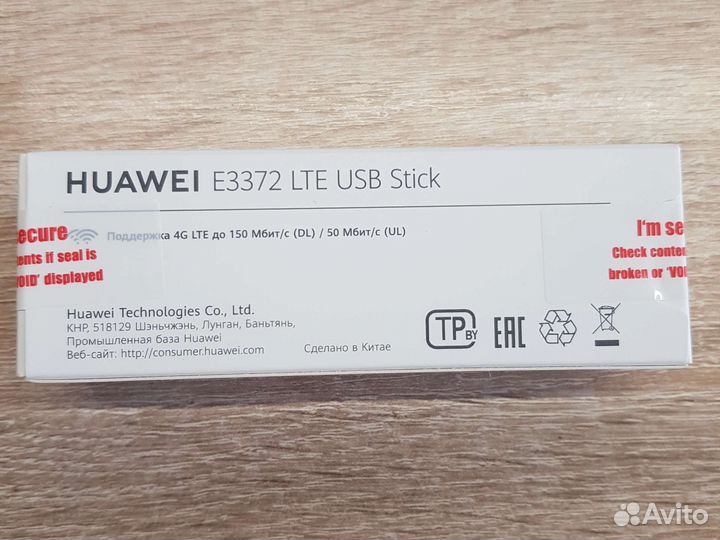 HUAWEI E3372 LTE USB Stick
ecure
ents if seal is
VOID' displayed
Поддержка 4G LTE до 150 Мбит/с (DL) / 50 Мбит/с (UL)
I'm se
Check conten
broken or 'VOI
Huawei Technologies Co., Ltd.
КНР, 518129 Шэньчжэнь, Лунган, Баньтянь,
Промышленная база Huawei
Веб-сайт: http://consumer.huawei.com
Сделано в Китае
TP BY
EAC
Avito